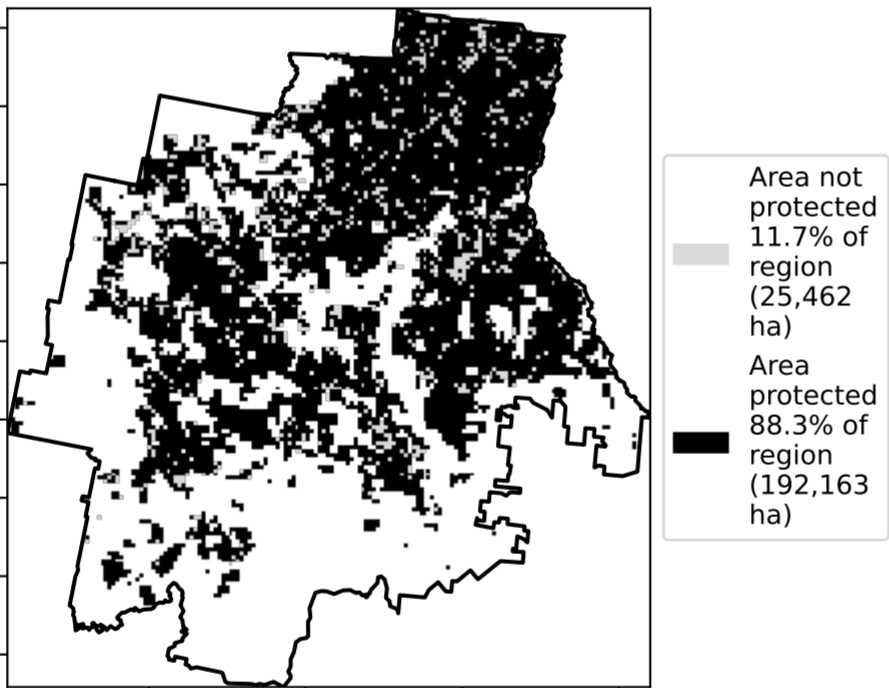 Area not
protected
11.7% of
region
(25,462
ha)
Area
protected
88.3% of
region
(192,163
ha)